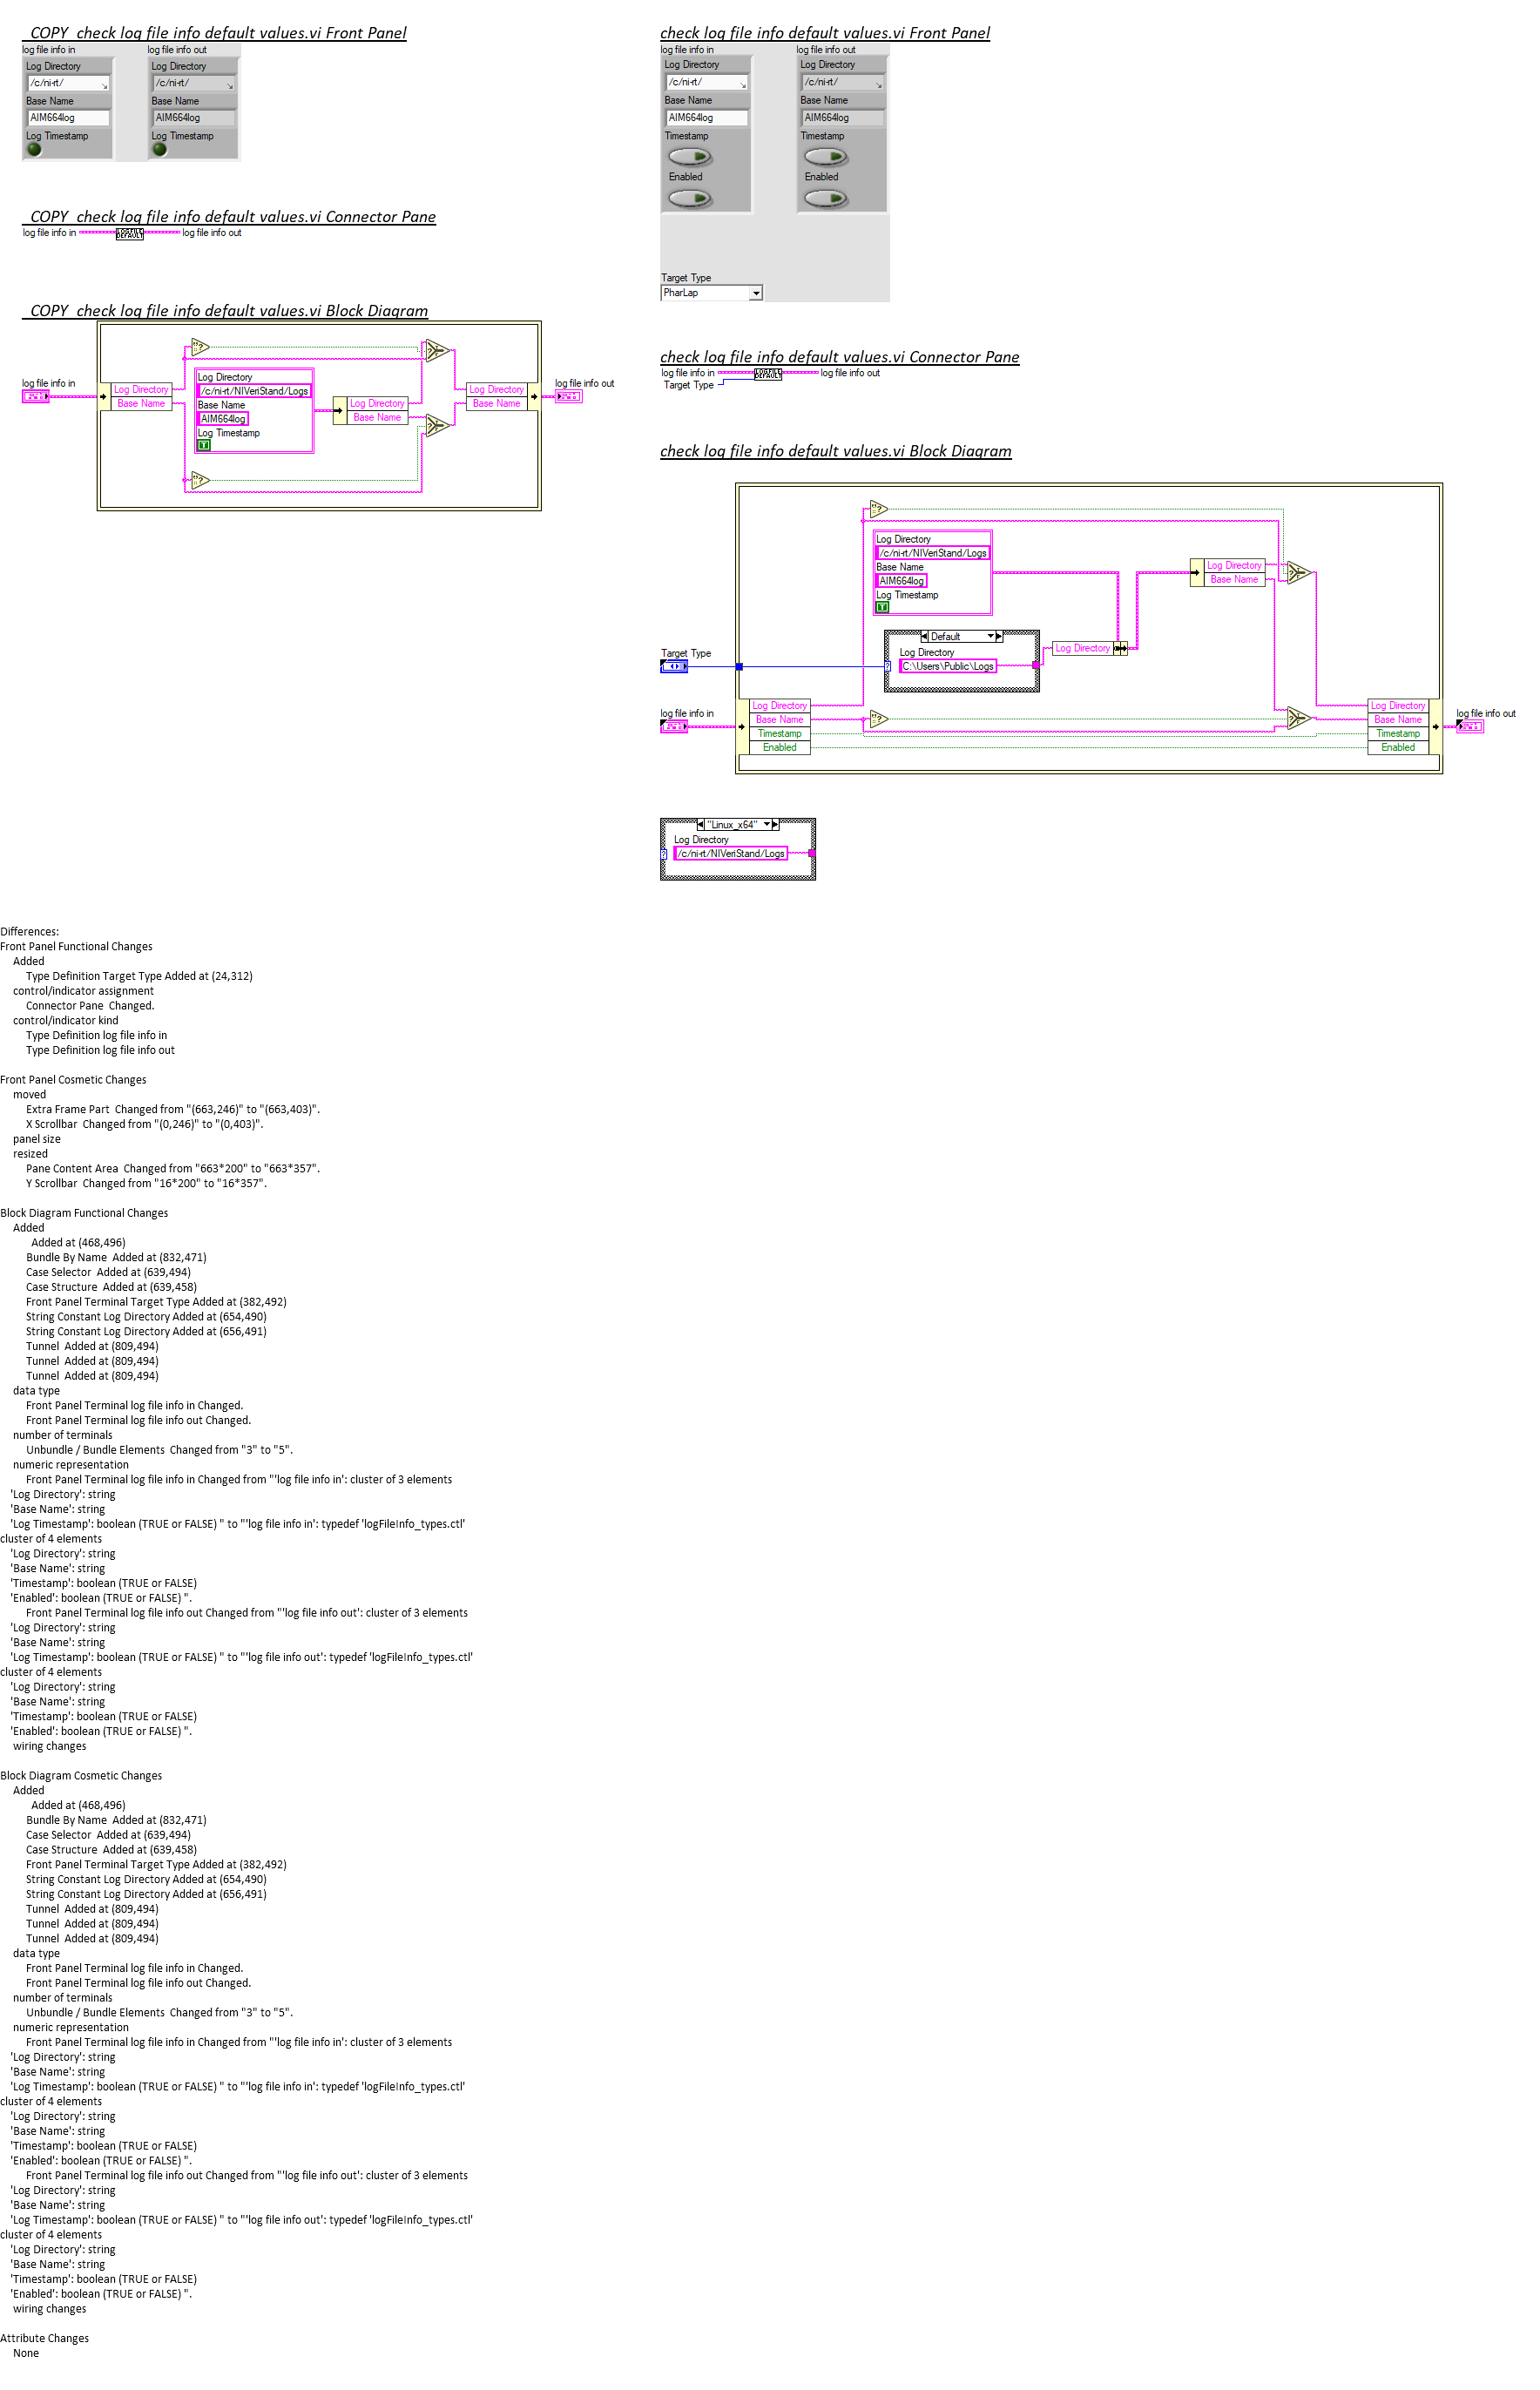 _COPY_check log file info default values.vi Front Panel
log file info in
log file info out
Log Directory
Log Directory
/c/ni-rt/
/c/ni-rt/
Base Name
Base Name
AIM664log
AIM664log
Log Timestamp
Log Timestamp
_COPY_check log file info default values.vi Connector Pane
log file info in
LOGFILE
DEFAULT
log file info out
_COPY_check log file info default values.vi Block Diagram
log file info in
Log Directory
Base Name
Log Directory
/c/ni-rt/NIVeriStand/Logs
Base Name
AIM664log
Log Timestamp
T
Log Directory
Base Name
Log Directory
Base Name
log file info out
check log file info default values.vi Front Panel
log file info in
log file info out
Log Directory
Log Directory
/c/ni-rt/
/c/ni-rt/
Base Name
Base Name
AIM664log
AIM664log
Timestamp
Timestamp
Enabled
Enabled
Target Type
PharLap
check log file info default values.vi Connector Pane
log file info in
LOGFILE
DEFAULT
log file info out
Target Type
check log file info default values.vi Block Diagram
Log Directory
/c/ni-rt/NIVeriStand/Logs
Base Name
AIM664log
Log Timestamp
T
Log Directory
Base Name
Default
Log Directory
C:\Users\Public\Logs
Log Directory
Target Type
log file info in
Log Directory
Base Name
Timestamp
Enabled
Log Directory
Base Name
Timestamp
Enabled
log file info out
"Linux_x64"
Log Directory
/c/ni-rt/NIVeriStand/Logs
Differences:
Front Panel Functional Changes
Added
Type Definition Target Type Added at (24,312)
control/indicator assignment
Connector Pane  Changed.
control/indicator kind
Type Definition log file info in
Type Definition log file info out
Front Panel Cosmetic Changes
moved
Extra Frame Part  Changed from "(663,246)" to "(663,403)".
X Scrollbar  Changed from "(0,246)" to "(0,403)".
panel size
resized
Pane Content Area  Changed from "663*200" to "663*357".
Y Scrollbar  Changed from "16*200" to "16*357".
Block Diagram Functional Changes
Added
Added at (468,496)
Bundle By Name  Added at (832,471)
Case Selector  Added at (639,494)
Case Structure  Added at (639,458)
Front Panel Terminal Target Type Added at (382,492)
String Constant Log Directory Added at (654,490)
String Constant Log Directory Added at (656,491)
Tunnel  Added at (809,494)
Tunnel  Added at (809,494)
Tunnel  Added at (809,494)
data type
Front Panel Terminal log file info in Changed.
Front Panel Terminal log file info out Changed.
number of terminals
Unbundle / Bundle Elements  Changed from "3" to "5".
numeric representation
Front Panel Terminal log file info in Changed from "'log file info in': cluster of 3 elements
'Log Directory': string
'Base Name': string
'Log Timestamp': boolean (TRUE or FALSE) " to "'log file info in': typedef 'logFileInfo_types.ctl'
cluster of 4 elements
'Log Directory': string
'Base Name': string
'Timestamp': boolean (TRUE or FALSE)
'Enabled': boolean (TRUE or FALSE) ".
Front Panel Terminal log file info out Changed from "'log file info out': cluster of 3 elements
'Log Directory': string
'Base Name': string
'Log Timestamp': boolean (TRUE or FALSE) " to "'log file info out': typedef 'logFileInfo_types.ctl'
cluster of 4 elements
'Log Directory': string
'Base Name': string
'Timestamp': boolean (TRUE or FALSE)
'Enabled': boolean (TRUE or FALSE) ".
wiring changes
Block Diagram Cosmetic Changes
Added
Added at (468,496)
Bundle By Name  Added at (832,471)
Case Selector  Added at (639,494)
Case Structure  Added at (639,458)
Front Panel Terminal Target Type Added at (382,492)
String Constant Log Directory Added at (654,490)
String Constant Log Directory Added at (656,491)
Tunnel  Added at (809,494)
Tunnel  Added at (809,494)
Tunnel  Added at (809,494)
data type
Front Panel Terminal log file info in Changed.
Front Panel Terminal log file info out Changed.
number of terminals
Unbundle / Bundle Elements  Changed from "3" to "5".
numeric representation
Front Panel Terminal log file info in Changed from "'log file info in': cluster of 3 elements
'Log Directory': string
'Base Name': string
'Log Timestamp': boolean (TRUE or FALSE) " to "'log file info in': typedef 'logFileInfo_types.ctl'
cluster of 4 elements
'Log Directory': string
'Base Name': string
'Timestamp': boolean (TRUE or FALSE)
'Enabled': boolean (TRUE or FALSE) ".
Front Panel Terminal log file info out Changed from "'log file info out': cluster of 3 elements
'Log Directory': string
'Base Name': string
'Log Timestamp': boolean (TRUE or FALSE) " to "'log file info out': typedef 'logFileInfo_types.ctl'
cluster of 4 elements
'Log Directory': string
'Base Name': string
'Timestamp': boolean (TRUE or FALSE)
'Enabled': boolean (TRUE or FALSE) ".
wiring changes
Attribute Changes
None